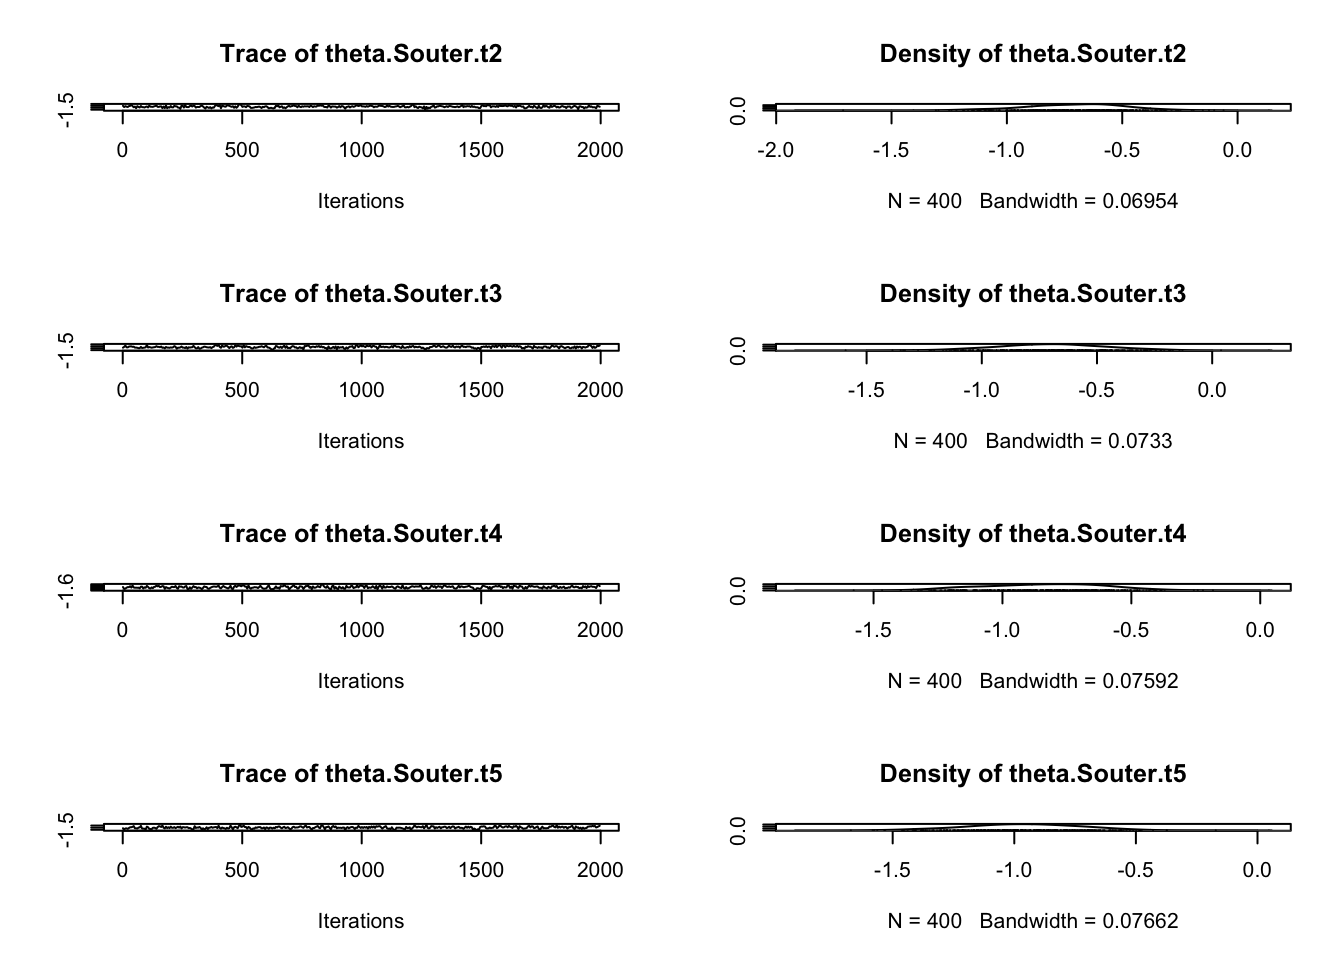 Trace of theta.Souter.t2
-1.5
0 500 1000 1500 2000
Iterations
Density of theta.Souter.t2
0.0
-2.0 -1.5 -1.0 -0.5 0.0
N = 400 Bandwidth = 0.06954
Trace of theta.Souter.t3
-1.5
0 500 1000 1500 2000
Iterations
Density of theta.Souter.t3
0.0
-1.5 -1.0 -0.5 0.0
N = 400 Bandwidth = 0.0733
Trace of theta.Souter.t4
-1.6
0 500 1000 1500 2000
Iterations
Density of theta.Souter.t4
0.0
-1.5 -1.0 -0.5 0.0
N = 400 Bandwidth = 0.07592
Trace of theta.Souter.t5
-1.5
0 500 1000 1500 2000
Iterations
Density of theta.Souter.t5
0.0
-1.5 -1.0 -0.5 0.0
N = 400 Bandwidth = 0.07662